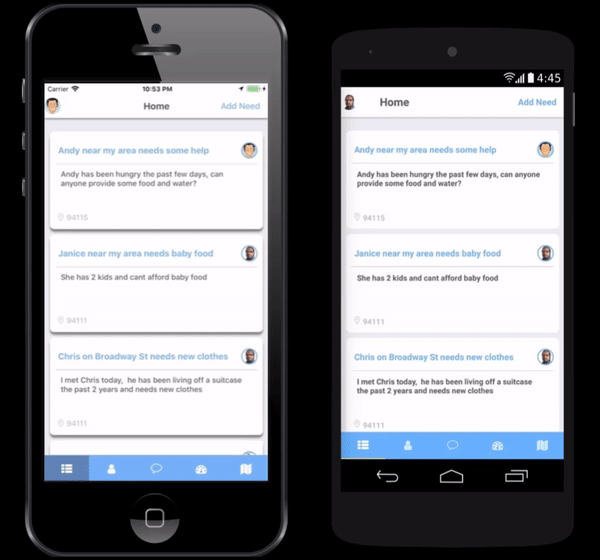 Carrier 10:53 PM
Home Add Need
Andy near my area needs some help
Andy has been hungry the past few days, can
anyone provide some food and water?
94115
Janice near my area needs baby food
She has 2 kids and cant afford baby food
94111
Chris on Broadway St needs new clothes
I met Chris today, he has been living off a suitcase
the past 2 years and needs new clothes
94111
4:45
Home Add Need
Andy near my area needs some help
Andy has been hungry the past few days, can anyone
provide some food and water?
94115
Janice near my area needs baby food
She has 2 kids and cant afford baby food
94111
Chris on Broadway St needs new clothes
I met Chris today, he has been living off a suitcase
the past 2 years and needs new clothes
94111